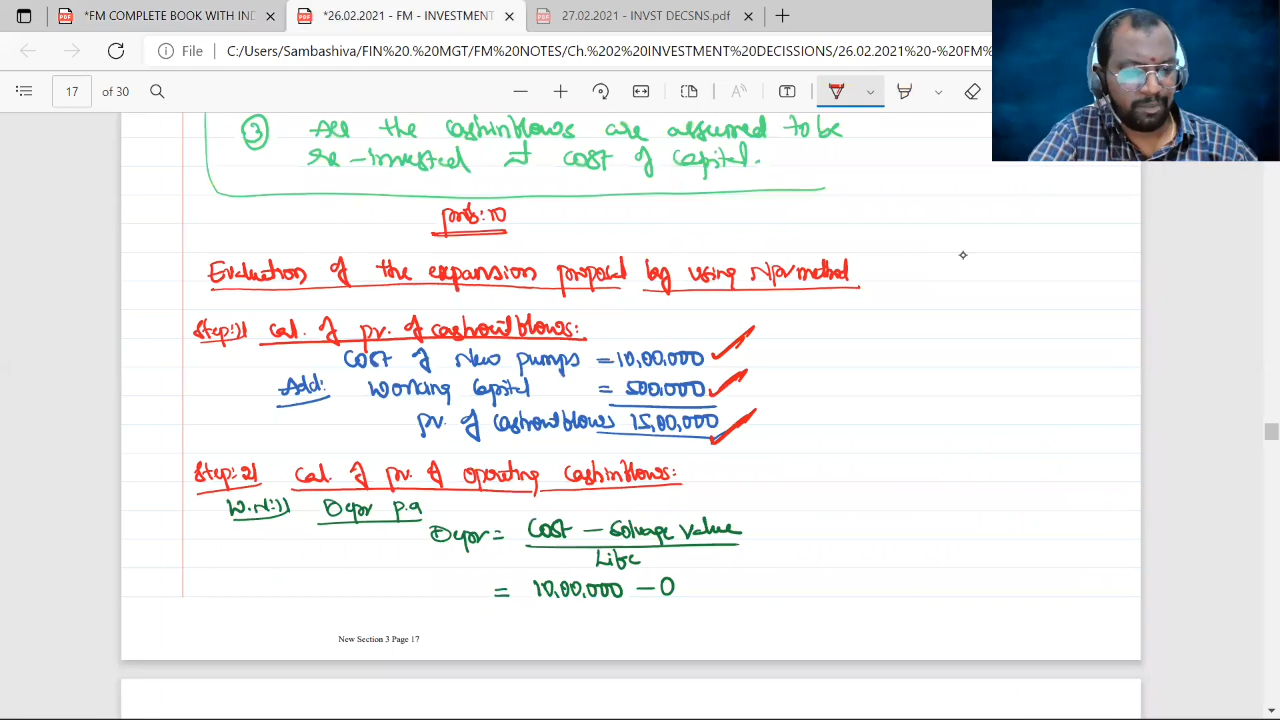 *FM COMPLETE BOOK WITH IND
*26.02.2021 - FM - INVESTMENT
27.02.2021 - INVST DECSNS.pdf
File C:/Users/Sambashiva/FIN%20.%20MGT/FM%20NOTES/Ch.%202%20INVESTMENT%20DECISSIONS/26.02.2021%20-%20FM%
17 of 30
③ All the cashinflows are assumed to be
re-invested at cost of capital.
prob:10
Evaluation of the expansion proposal by using NPV method
Step:1) Cal. of pv. of cashoutflows:
Cost of New pumps = 10,00,000
Add: Working Capital = 500,000
pv. of cashoutflows 15,00,000
Step:2) Cal. of pv. of operating cashinflows:
W.N:1) Depr p.a
Depr = Cost - Salvage value
Life
= 10,00,000 - 0
New Section 3 Page 17